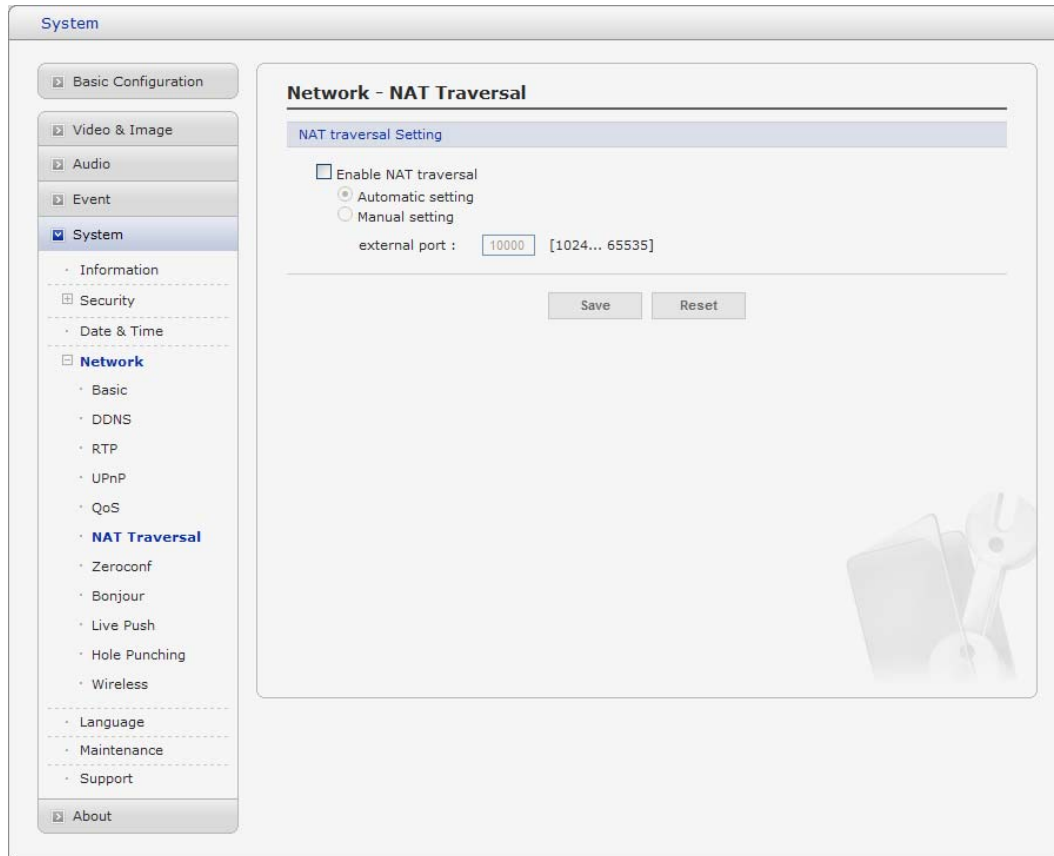 System
Basic Configuration
Video & Image
Audio
Event
System
Information
Security
Date & Time
Network
Basic
DDNS
RTP
UPnP
QoS
NAT Traversal
Zeroconf
Bonjour
Live Push
Hole Punching
Wireless
Language
Maintenance
Support
About
Network - NAT Traversal
NAT traversal Setting
Enable NAT traversal
Automatic setting
Manual setting
external port : 10000 [1024... 65535]
Save Reset